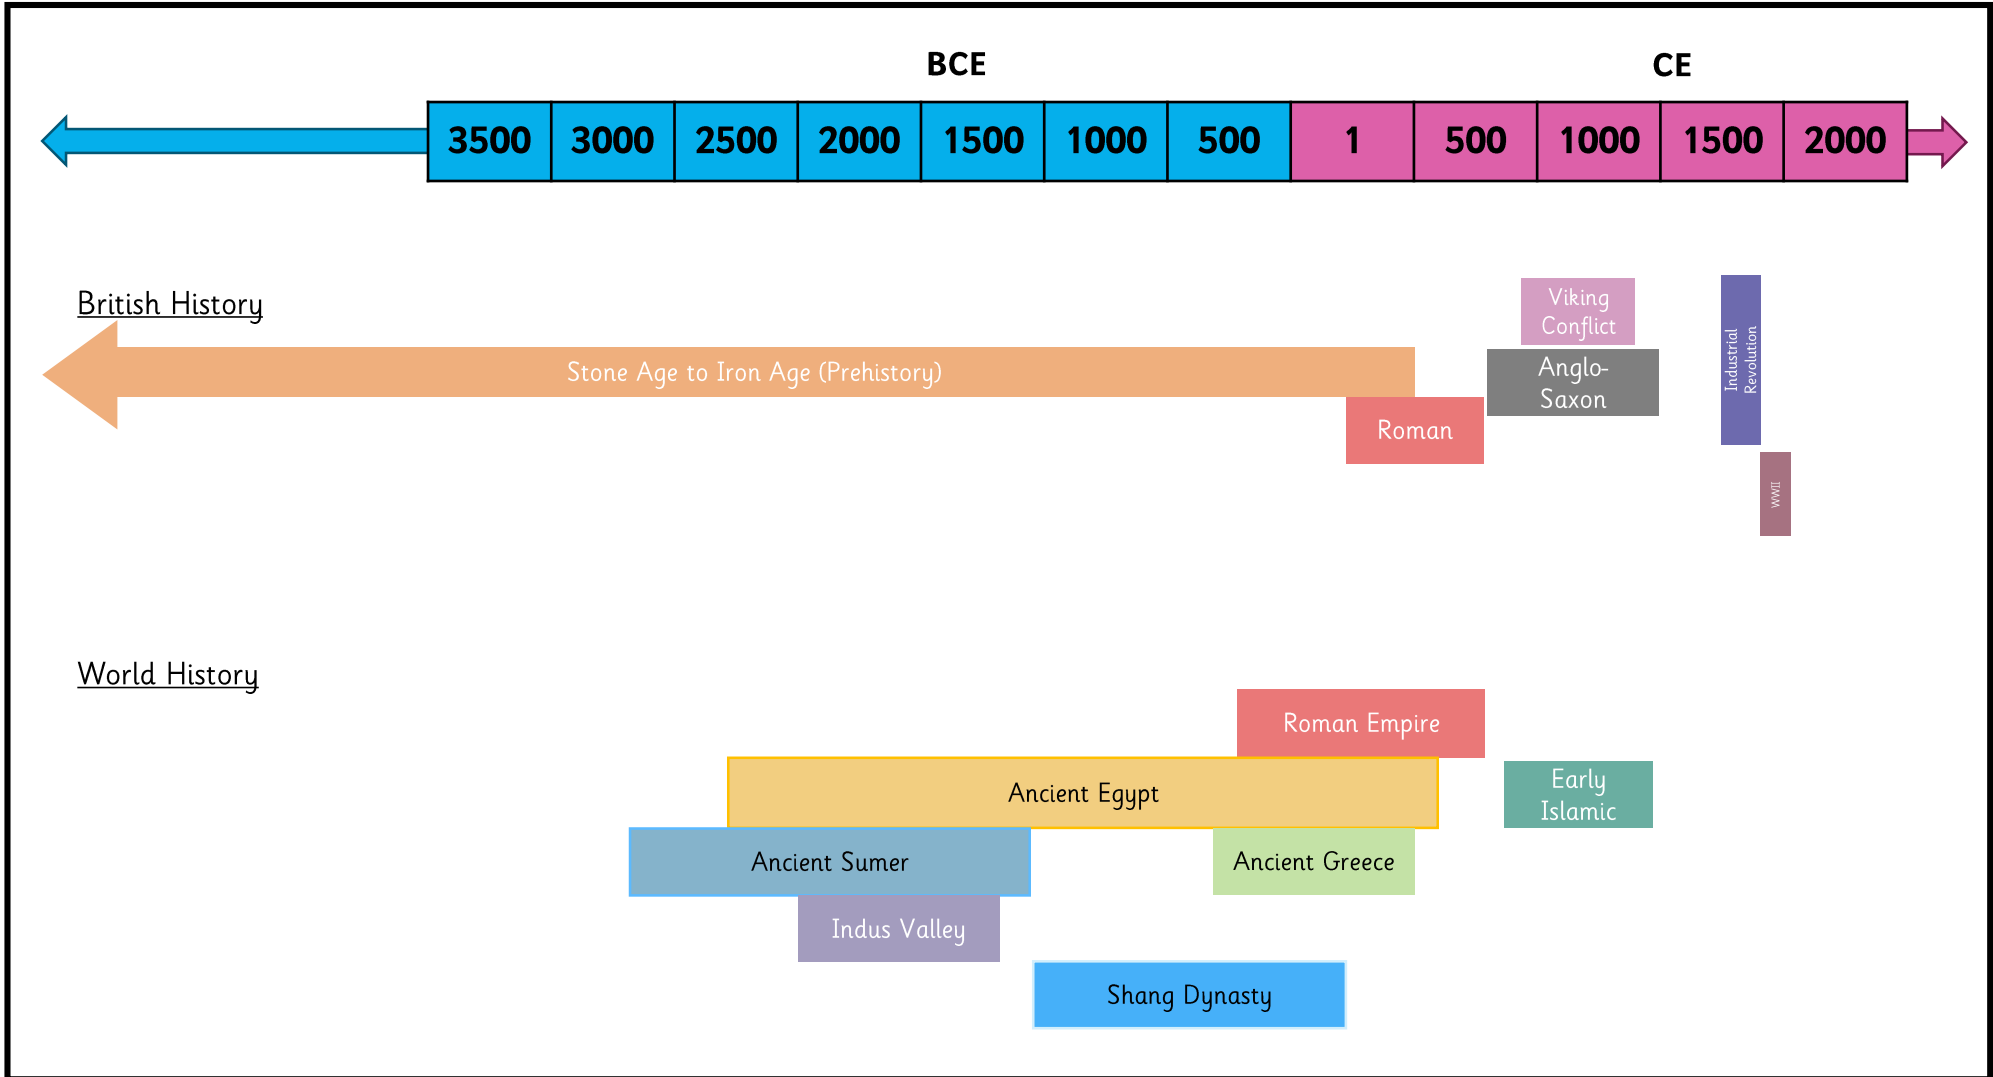 BCE
CE
3500 3000 2500 2000 1500 1000 500 1 500 1000 1500 2000
British History
Viking
Conflict
Stone Age to Iron Age (Prehistory)
Anglo-
Saxon
Industrial
Revolution
Roman
WWII
World History
Roman Empire
Ancient Egypt
Early
Islamic
Ancient Sumer
Ancient Greece
Indus Valley
Shang Dynasty